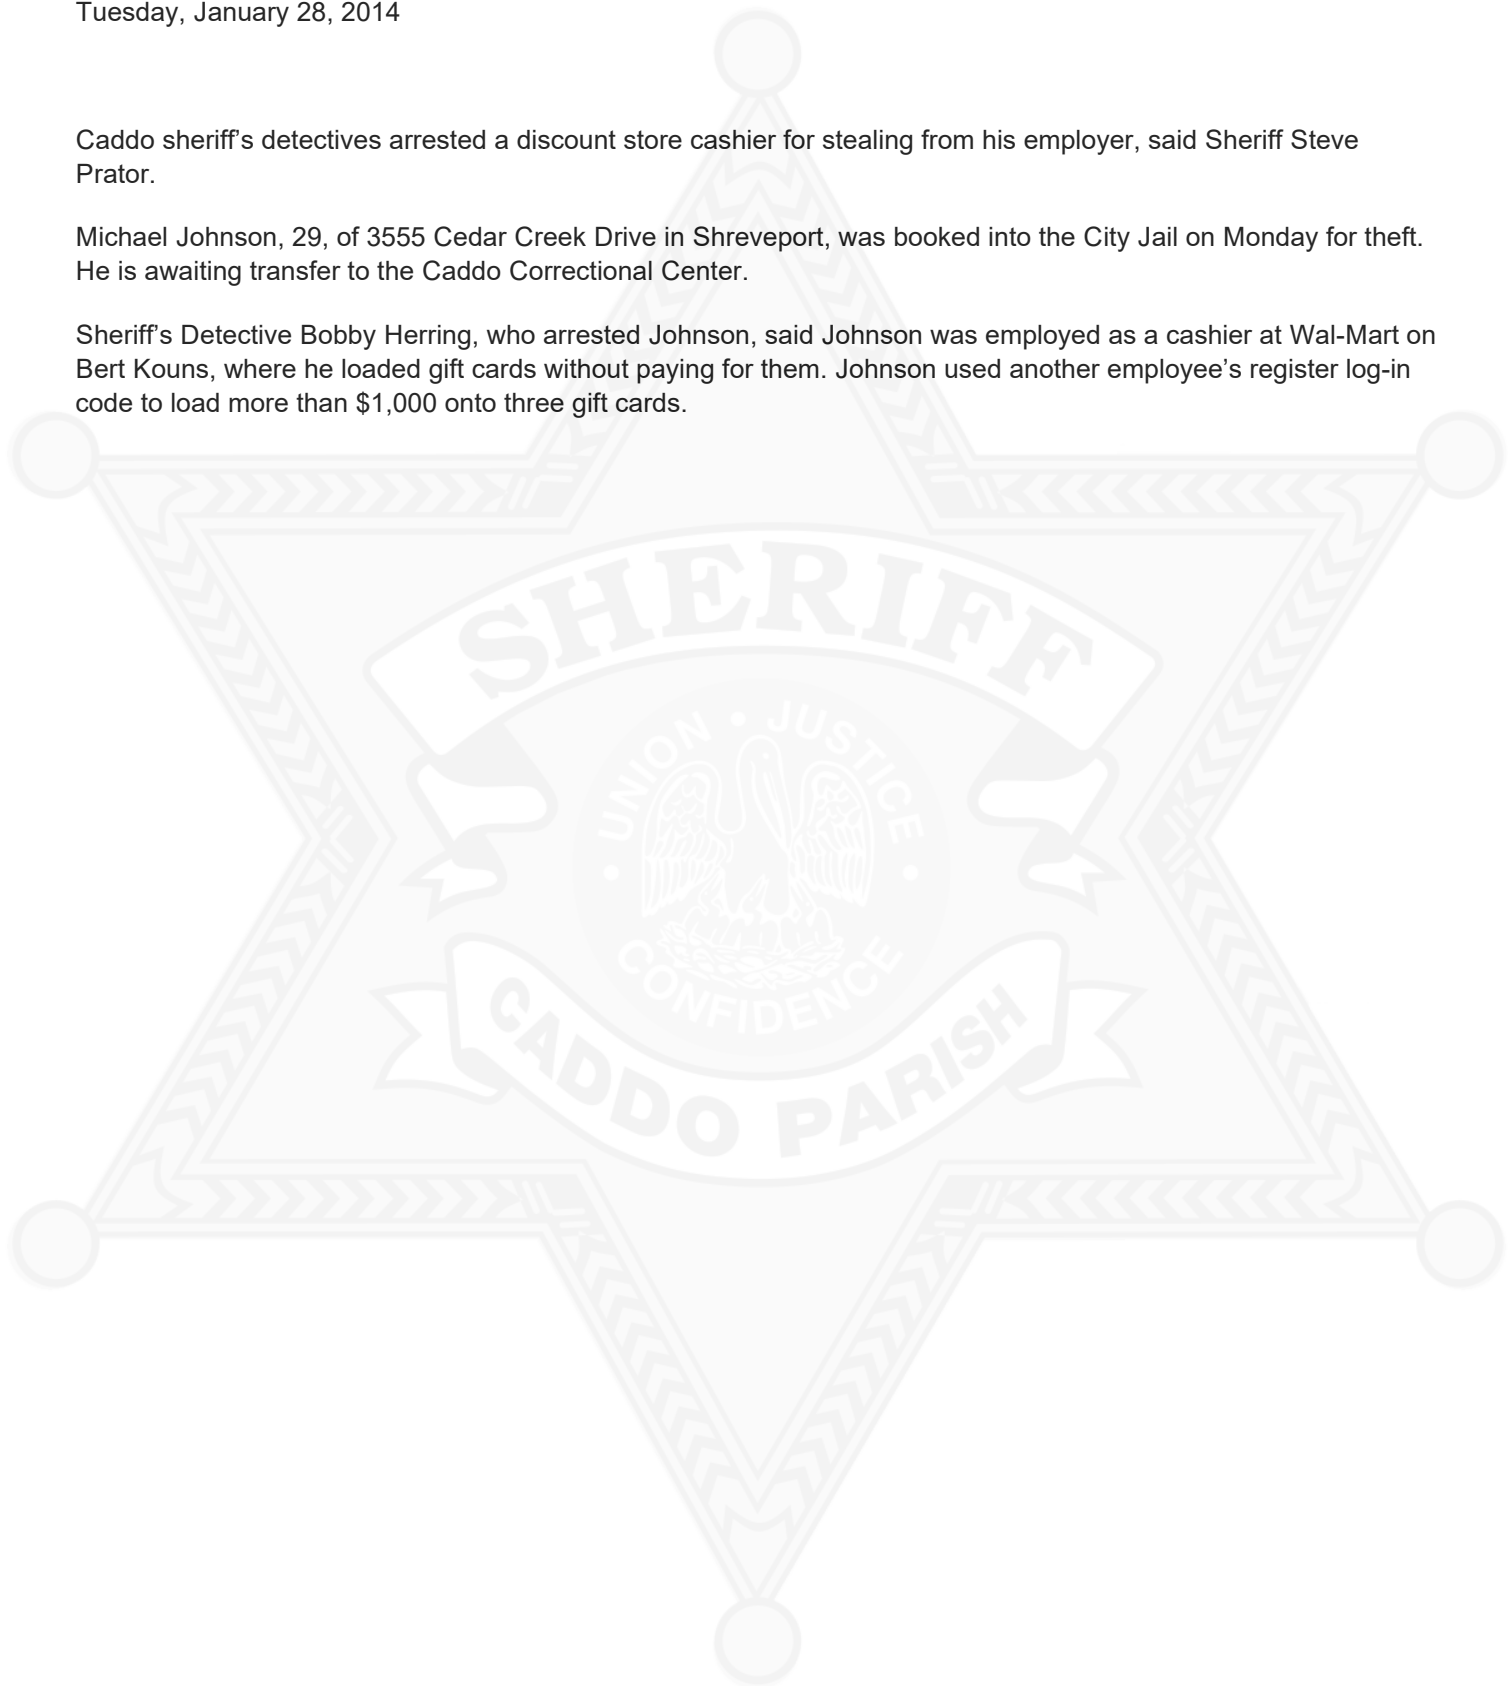 Tuesday, January 28, 2014
Caddo sheriff’s detectives arrested a discount store cashier for stealing from his employer, said Sheriff Steve
Prator.
Michael Johnson, 29, of 3555 Cedar Creek Drive in Shreveport, was booked into the City Jail on Monday for theft.
He is awaiting transfer to the Caddo Correctional Center.
Sheriff’s Detective Bobby Herring, who arrested Johnson, said Johnson was employed as a cashier at Wal-Mart on
Bert Kouns, where he loaded gift cards without paying for them. Johnson used another employee’s register log-in
code to load more than $1,000 onto three gift cards.
SHERIFF
UNION • JUSTICE
• CONFIDENCE •
CADDO PARISH